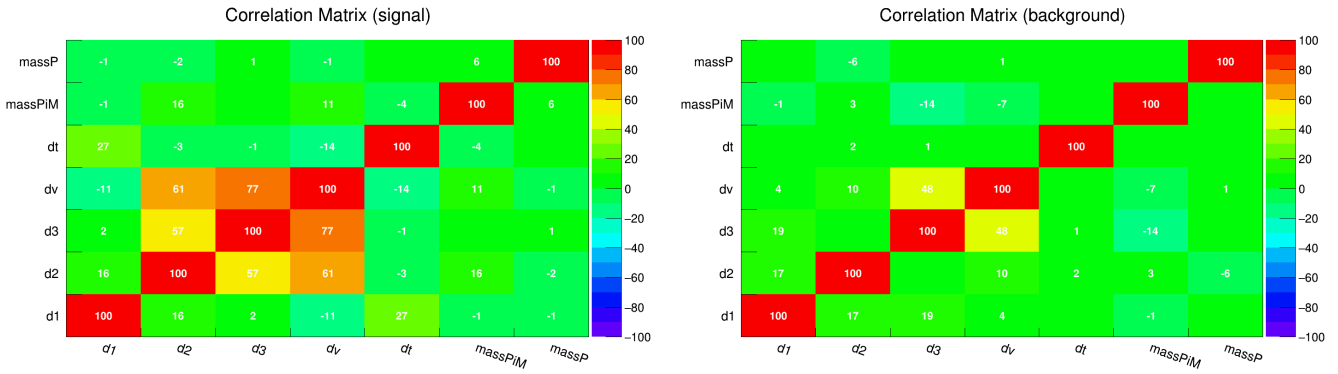 Correlation Matrix (signal)
massP -1 -2 1 -1 6 100
massPiM -1 16 11 -4 100 6
dt 27 -3 -1 -14 100 -4
dv -11 61 77 100 -14 11 -1
d3 2 57 100 77 -1 1
d2 16 100 57 61 -3 16 -2
d1 100 16 2 -11 27 -1 -1
d1 d2 d3 dv dt massPiM massP
100
80
60
40
20
0
−20
−40
−60
−80
−100
Correlation Matrix (background)
massP -6 1 100
massPiM -1 3 -14 -7 100
dt 2 1 100
dv 4 10 48 100 -7 1
d3 19 100 48 1 -14
d2 17 100 10 2 3 -6
d1 100 17 19 4 -1
d1 d2 d3 dv dt massPiM massP
100
80
60
40
20
0
−20
−40
−60
−80
−100